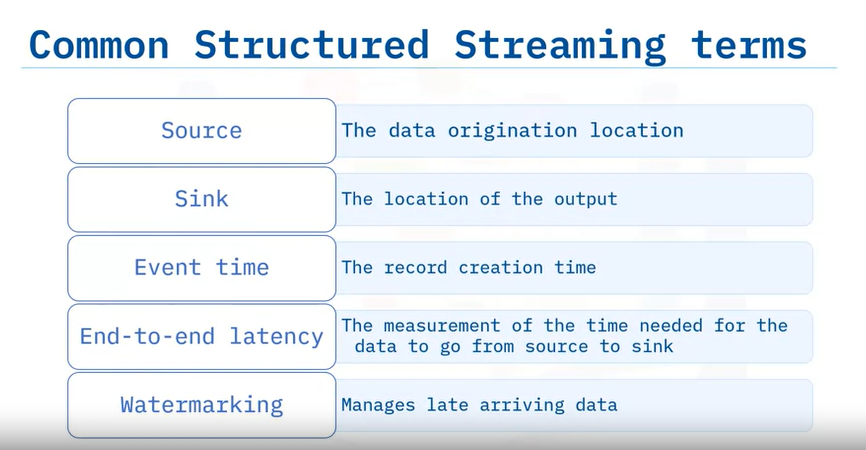 Common Structured Streaming terms
Source
The data origination location
Sink
The location of the output
Event time
The record creation time
End-to-end latency
The measurement of the time needed for the
data to go from source to sink
Watermarking
Manages late arriving data